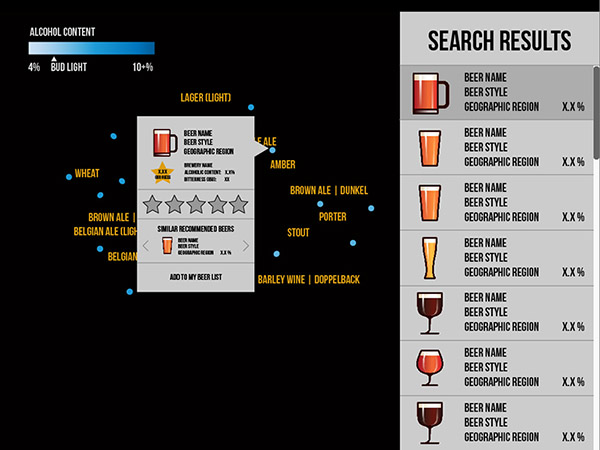 ALCOHOL CONTENT
4% BUD LIGHT 10+%
LAGER (LIGHT)
ALE
AMBER
WHEAT
BROWN ALE | DUNKEL
PORTER
BROWN ALE |
BELGIAN ALE (LIGH
STOUT
BELGIAN
BARLEY WINE | DOPPELBACK
BEER NAME
BEER STYLE
GEOGRAPHIC REGION
BREWERY NAME
ALCOHOLIC CONTENT: X.X%
XX
X.XX
SIMILAR RECOMMENDED BEERS
BEER NAME
BEER STYLE
GEOGRAPHIC REGION X.X %
ADD TO MY BEER LIST
SEARCH RESULTS
BEER NAME
BEER STYLE
GEOGRAPHIC REGION X.X %
BEER NAME
BEER STYLE
GEOGRAPHIC REGION X.X %
BEER NAME
BEER STYLE
GEOGRAPHIC REGION X.X %
BEER NAME
BEER STYLE
GEOGRAPHIC REGION X.X %
BEER NAME
BEER STYLE
GEOGRAPHIC REGION X.X %
BEER NAME
BEER STYLE
GEOGRAPHIC REGION X.X %
BEER NAME
BEER STYLE
GEOGRAPHIC REGION X.X %